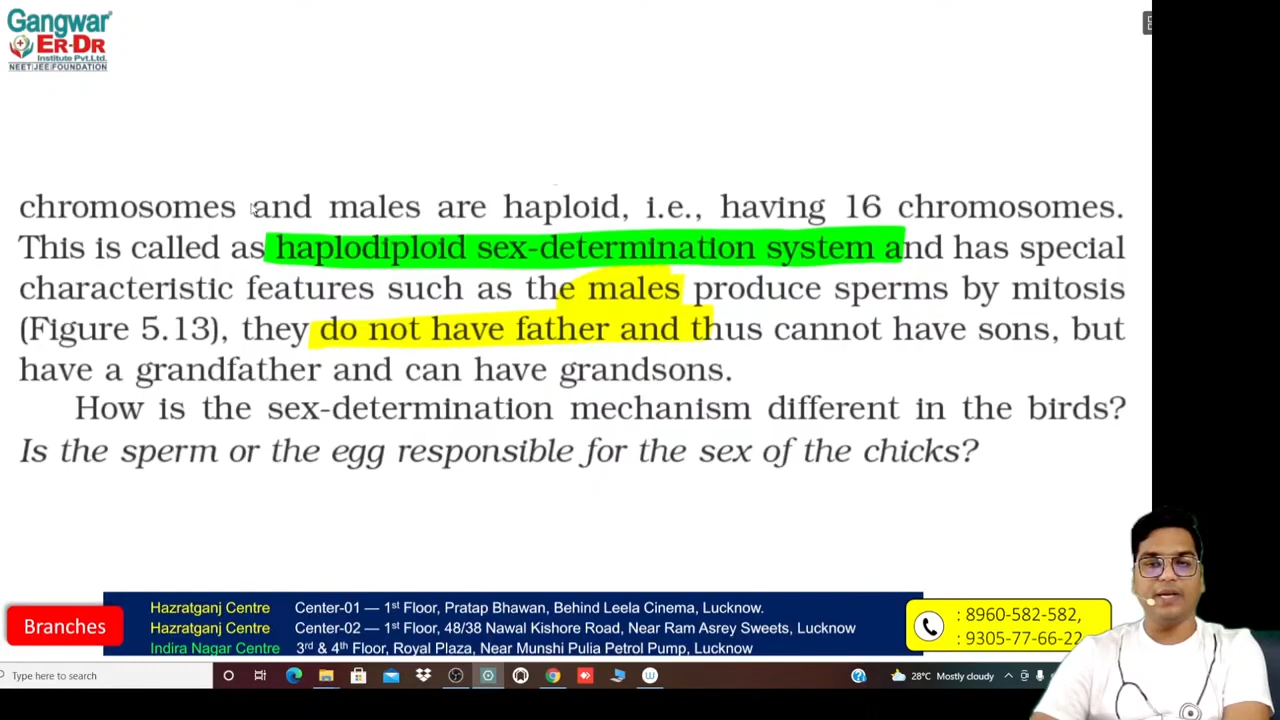 Gangwar
ER-DR
Institute Pvt.Ltd.
NEET|JEE|FOUNDATION
chromosomes and males are haploid, i.e., having 16 chromosomes.
This is called as haplodiploid sex-determination system and has special
characteristic features such as the males produce sperms by mitosis
(Figure 5.13), they do not have father and thus cannot have sons, but
have a grandfather and can have grandsons.
How is the sex-determination mechanism different in the birds?
Is the sperm or the egg responsible for the sex of the chicks?
Branches
Hazratganj Centre Center-01 — 1st Floor, Pratap Bhawan, Behind Leela Cinema, Lucknow.
Hazratganj Centre Center-02 — 1st Floor, 48/38 Nawal Kishore Road, Near Ram Asrey Sweets, Lucknow
Indira Nagar Centre 3rd & 4th Floor, Royal Plaza, Near Munshi Pulia Petrol Pump, Lucknow
: 8960-582-582,
: 9305-77-66-22
Type here to search
28°C Mostly cloudy